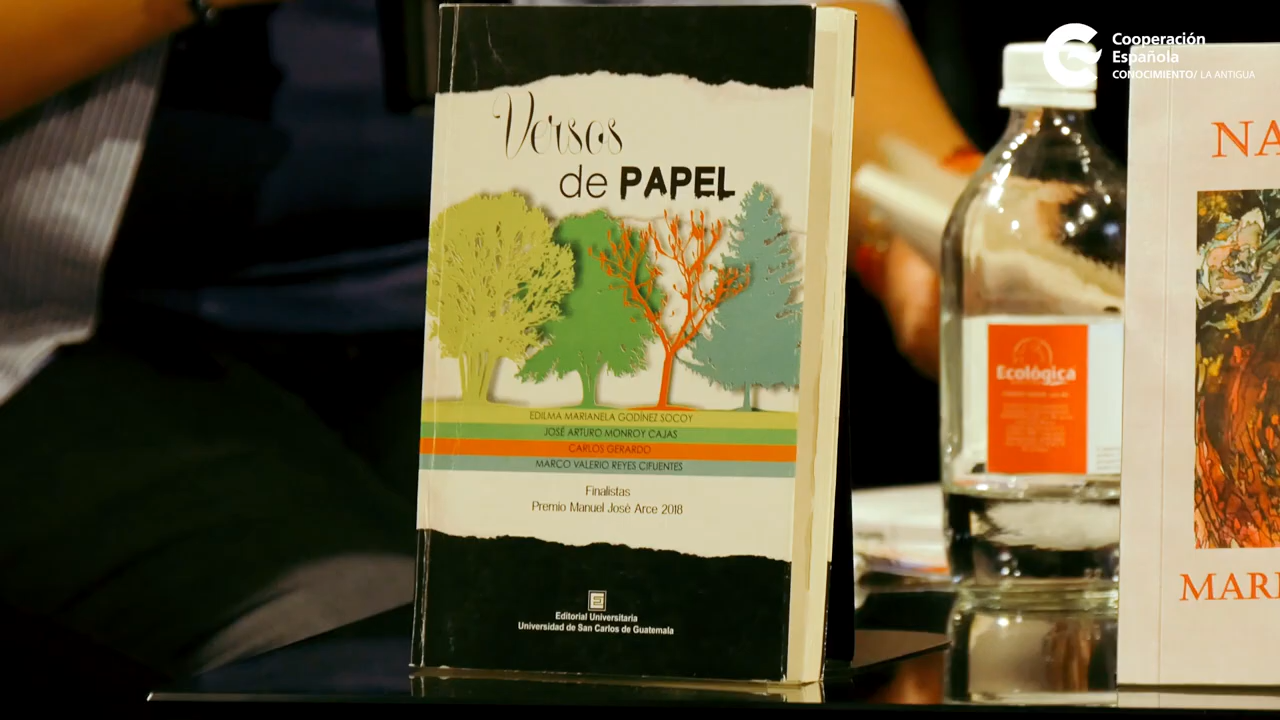 Cooperación
Española
CONOCIMIENTO/ LA ANTIGUA
Versos
de PAPEL
EDILMA MARIANELA GODÍNEZ SOCOY
JOSÉ ARTURO MONROY CAJAS
CARLOS GERARDO
MARCO VALERIO REYES CIFUENTES
Finalistas
Premio Manuel José Arce 2018
Editorial Universitaria
Universidad de San Carlos de Guatemala
Ecológica
NA
MARI